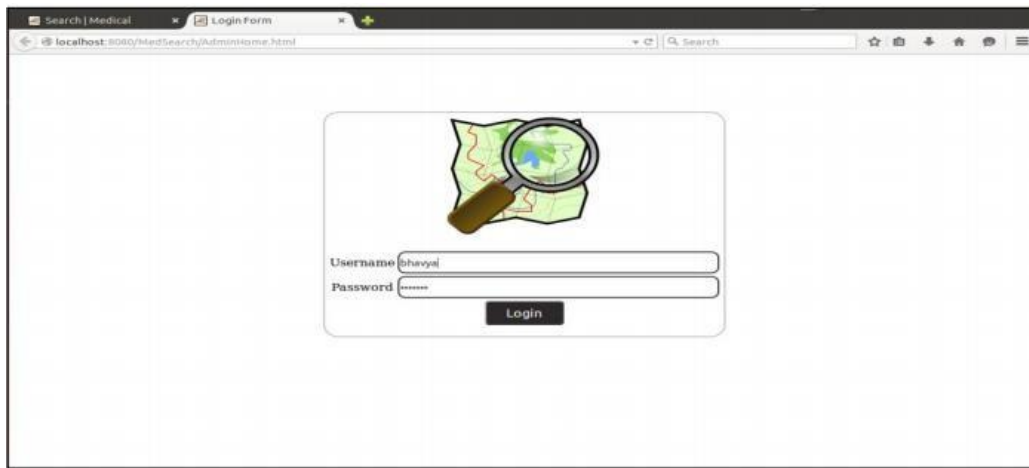 Search | Medical
Login Form
localhost:8080/MedSearch/AdminHome.html
Search
Username bhavya
Password •••••••
Login